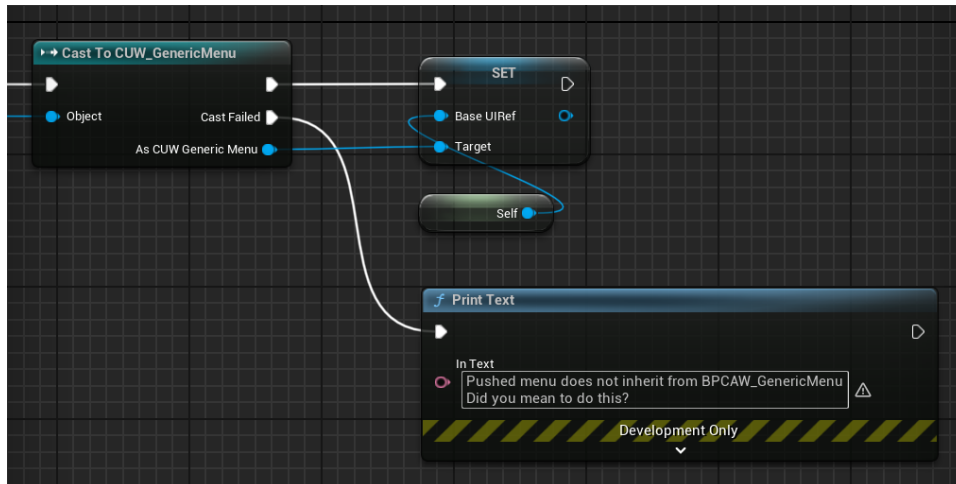 Cast To CUW_GenericMenu
Object
Cast Failed
As CUW Generic Menu
SET
Base UIRef
Target
Self
f Print Text
In Text
Pushed menu does not inherit from BPCAW_GenericMenu
Did you mean to do this?
Development Only